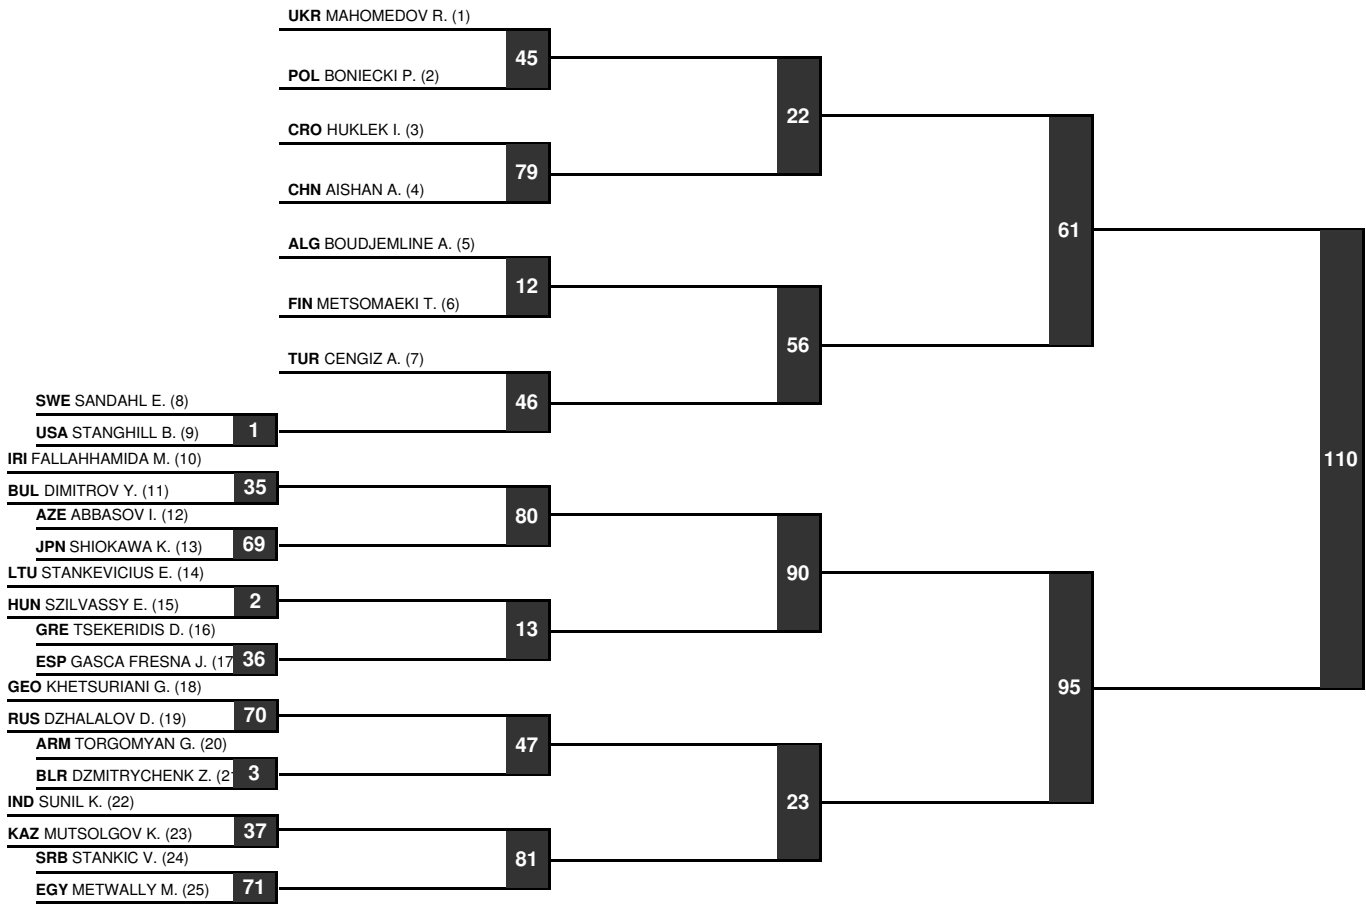 UKR MAHOMEDOV R. (1)
45
POL BONIECKI P. (2)
22
CRO HUKLEK I. (3)
79
CHN AISHAN A. (4)
61
ALG BOUDJEMLINE A. (5)
12
FIN METSOMAEKI T. (6)
56
TUR CENGIZ A. (7)
46
SWE SANDAHL E. (8)
USA STANGHILL B. (9) 1
110
IRI FALLAHHAMIDA M. (10)
BUL DIMITROV Y. (11) 35
80
AZE ABBASOV I. (12)
JPN SHIOKAWA K. (13) 69
90
LTU STANKEVICIUS E. (14)
HUN SZILVASSY E. (15) 2
13
GRE TSEKERIDIS D. (16)
ESP GASCA FRESNA J. (17 36
95
GEO KHETSURIANI G. (18)
RUS DZHALALOV D. (19) 70
47
ARM TORGOMYAN G. (20)
BLR DZMITRYCHENK Z. (21 3
23
IND SUNIL K. (22)
KAZ MUTSOLGOV K. (23) 37
81
SRB STANKIC V. (24)
EGY METWALLY M. (25) 71